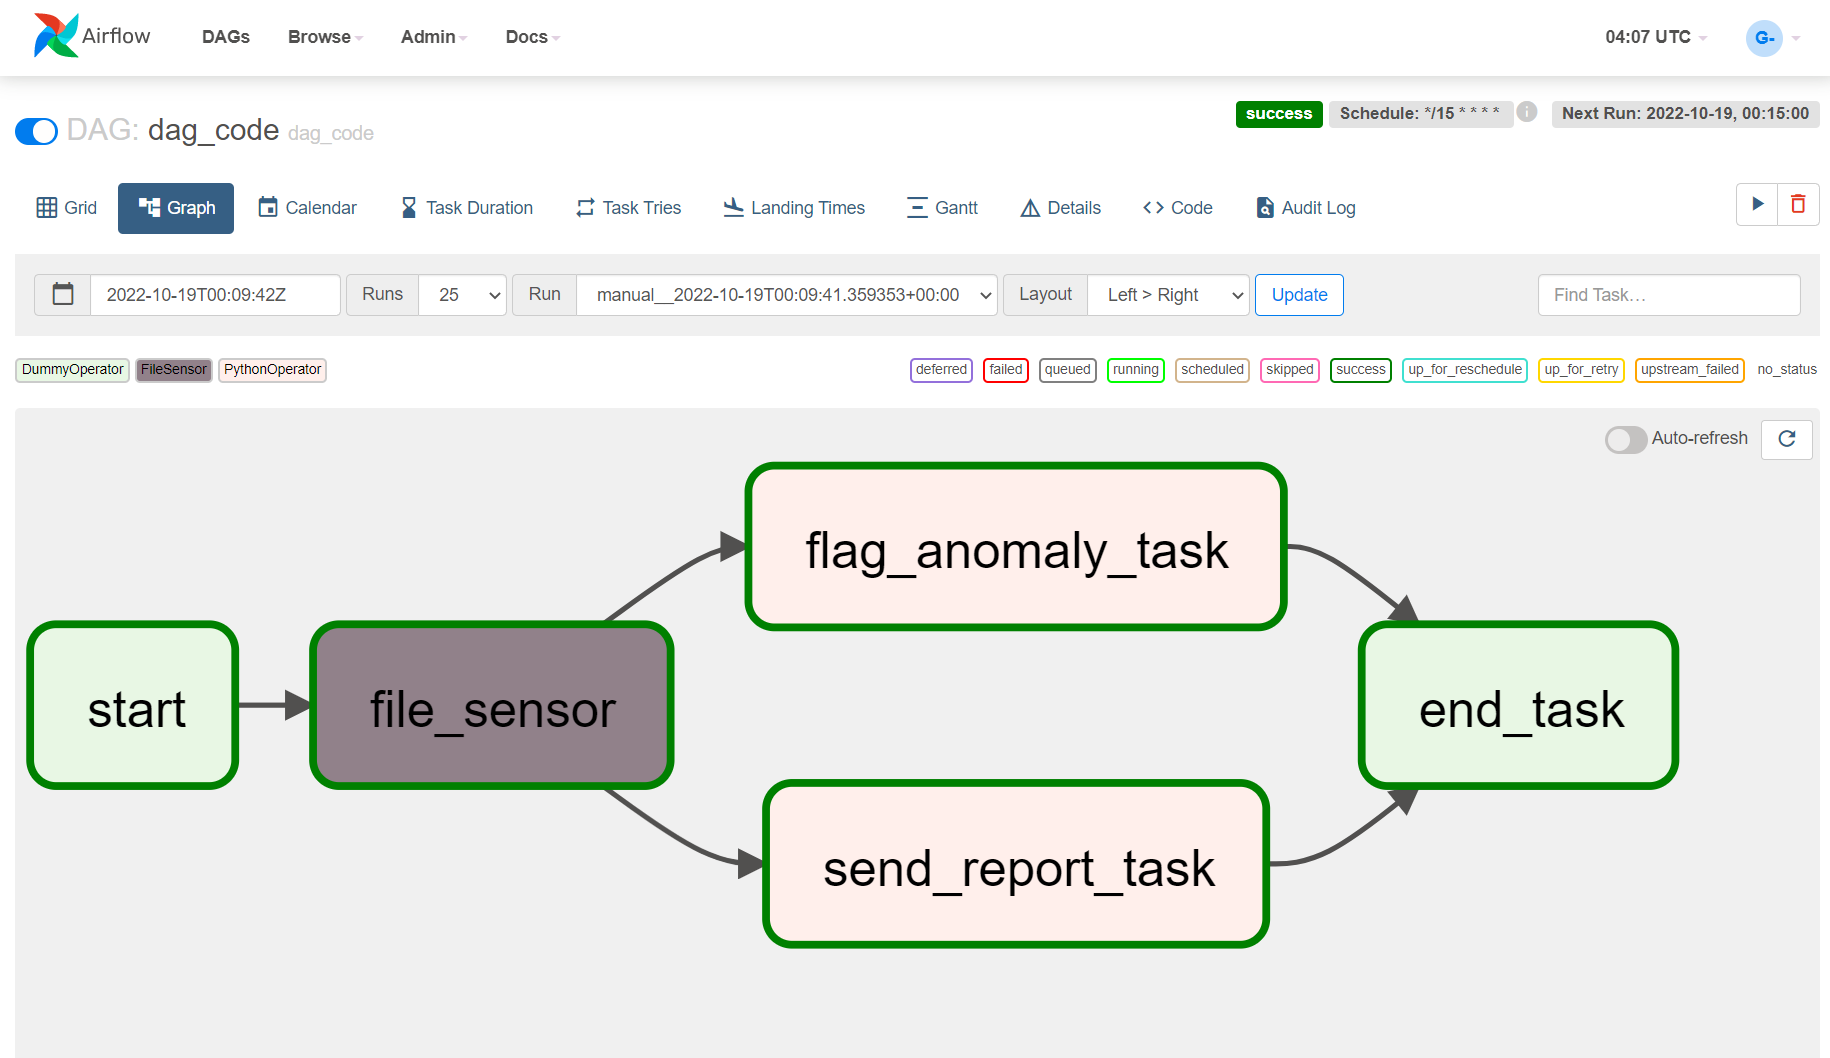 Airflow DAGs Browse Admin Docs 04:07 UTC G-
success Schedule: */15 * * * * i Next Run: 2022-10-19, 00:15:00
DAG: dag_code dag_code
Grid Graph Calendar Task Duration Task Tries Landing Times Gantt Details Code Audit Log
2022-10-19T00:09:42Z Runs 25 Run manual__2022-10-19T00:09:41.359353+00:00 Layout Left > Right Update Find Task…
DummyOperator FileSensor PythonOperator deferred failed queued running scheduled skipped success up_for_reschedule up_for_retry upstream_failed no_status
Auto-refresh
flag_anomaly_task
start file_sensor end_task
send_report_task